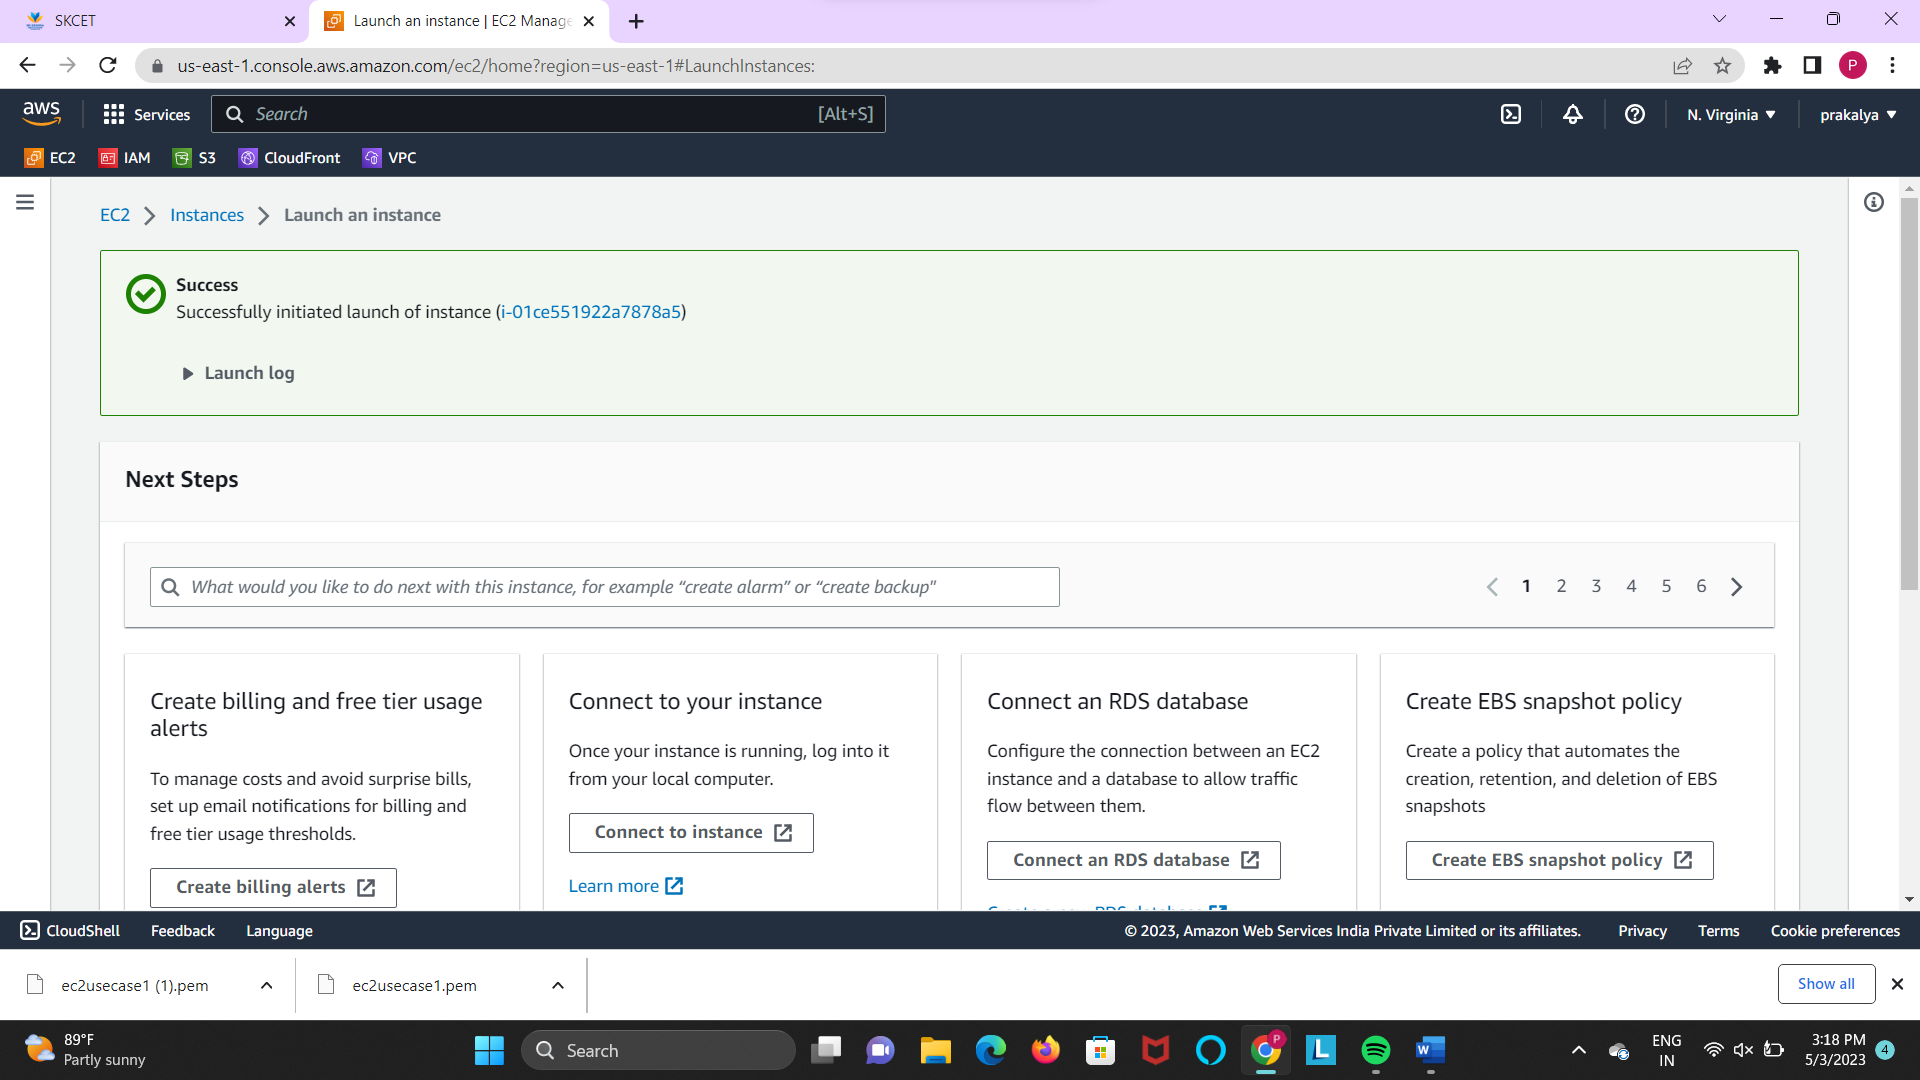 SKCET
Launch an instance | EC2 Manage
us-east-1.console.aws.amazon.com/ec2/home?region=us-east-1#LaunchInstances:
P
aws
Services
Search
[Alt+S]
N. Virginia
prakalya
EC2
IAM
S3
CloudFront
VPC
EC2
Instances
Launch an instance
Success
Successfully initiated launch of instance (i-01ce551922a7878a5)
Launch log
Next Steps
What would you like to do next with this instance, for example “create alarm” or “create backup"
1 2 3 4 5 6
Create billing and free tier usage
alerts
To manage costs and avoid surprise bills,
set up email notifications for billing and
free tier usage thresholds.
Create billing alerts
Connect to your instance
Once your instance is running, log into it
from your local computer.
Connect to instance
Learn more
Connect an RDS database
Configure the connection between an EC2
instance and a database to allow traffic
flow between them.
Connect an RDS database
Create EBS snapshot policy
Create a policy that automates the
creation, retention, and deletion of EBS
snapshots
Create EBS snapshot policy
CloudShell
Feedback
Language
© 2023, Amazon Web Services India Private Limited or its affiliates.
Privacy
Terms
Cookie preferences
ec2usecase1 (1).pem
ec2usecase1.pem
Show all
89°F
Partly sunny
Search
P
L
W
ENG
IN
3:18 PM
5/3/2023
4